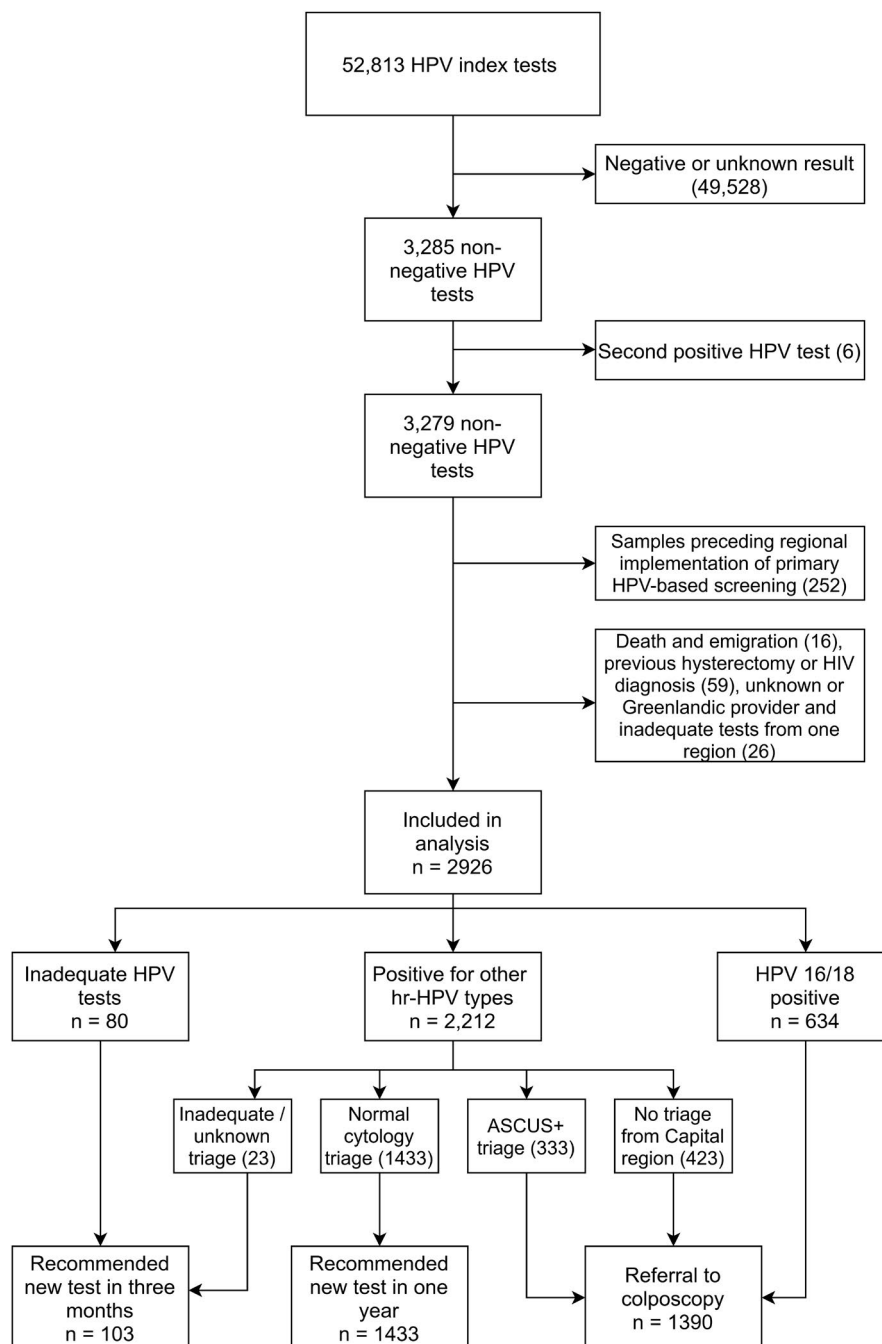 52,813 HPV index tests
Negative or unknown result
(49,528)
3,285 non-
negative HPV
tests
Second positive HPV test (6)
3,279 non-
negative HPV
tests
Samples preceding regional
implementation of primary
HPV-based screening (252)
Death and emigration (16),
previous hysterectomy or HIV
diagnosis (59), unknown or
Greenlandic provider and
inadequate tests from one
region (26)
Included in
analysis
n = 2926
Inadequate HPV
tests
n = 80
Positive for other
hr-HPV types
n = 2,212
HPV 16/18
positive
n = 634
Inadequate /
unknown
triage (23)
Normal
cytology
triage (1433)
ASCUS+
triage (333)
No triage
from Capital
region (423)
Recommended
new test in three
months
n = 103
Recommended
new test in one
year
n = 1433
Referral to
colposcopy
n = 1390